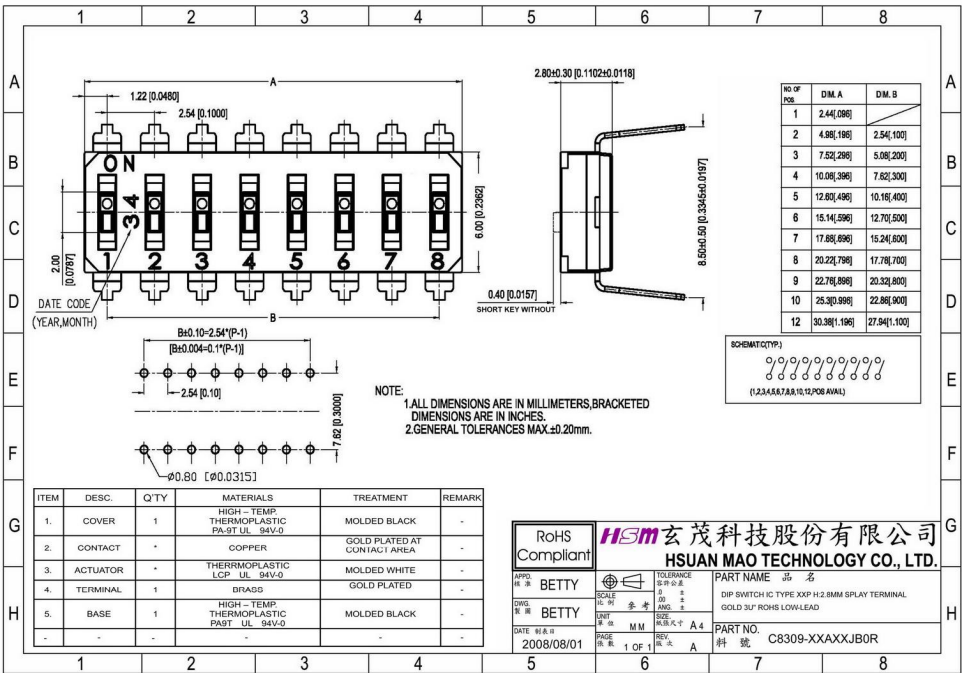 1 2 3 4 5 6 7 8
A
B
C
D
E
F
G
H
A
1.22 [0.0480]
2.54 [0.1000]
ON
34
1 2 3 4 5 6 7 8
6.00 [0.2362]
2.00
[0.0787]
DATE CODE
(YEAR,MONTH)
B
2.80±0.30 [0.1102±0.0118]
8.50±0.50 [0.3345±0.0197]
0.40 [0.0157]
SHORT KEY WITHOUT
NO. OF POS. DIM. A DIM. B
1 2.44[.096]
2 4.98[.196] 2.54[.100]
3 7.52[.296] 5.08[.200]
4 10.06[.396] 7.62[.300]
5 12.60[.496] 10.16[.400]
6 15.14[.596] 12.70[.500]
7 17.68[.696] 15.24[.600]
8 20.22[.796] 17.78[.700]
9 22.76[.896] 20.32[.800]
10 25.3[0.996] 22.86[.900]
12 30.38[1.196] 27.94[1.100]
SCHEMATIC(TYP.)
(1,2,3,4,5,6,7,8,9,10,12,POS AVAIL)
B±0.10=2.54*(P-1)
[B±0.004=0.1*(P-1)]
2.54 [0.10]
7.62 [0.3000]
Ø0.80 [Ø0.0315]
NOTE:
1.ALL DIMENSIONS ARE IN MILLIMETERS,BRACKETED
DIMENSIONS ARE IN INCHES.
2.GENERAL TOLERANCES MAX.±0.20mm.
ITEM DESC. Q'TY MATERIALS TREATMENT REMARK
1. COVER 1 HIGH – TEMP. THERMOPLASTIC PA-9T UL 94V-0 MOLDED BLACK -
2. CONTACT * COPPER GOLD PLATED AT CONTACT AREA -
3. ACTUATOR * THERRMOPLASTIC LCP UL 94V-0 MOLDED WHITE -
4. TERMINAL 1 BRASS GOLD PLATED -
5. BASE 1 HIGH – TEMP. THERMOPLASTIC PA9T UL 94V-0 MOLDED BLACK -
- - - - - -
RoHS
Compliant
HSM玄茂科技股份有限公司
HSUAN MAO TECHNOLOGY CO., LTD.
APPD. 核準 BETTY
DWG. 製圖 BETTY
DATE 制表日
2008/08/01
SCALE 比例 參考
UNIT 單位 MM
PAGE 張數 1 OF 1
TOLERANCE
容許公差
.0 ±
.00 ±
ANG. ±
SIZE. 紙張尺寸 A4
REV. 版次 A
PART NAME 品名
DIP SWITCH IC TYPE XXP H:2.8MM SPLAY TERMINAL
GOLD 3U" ROHS LOW-LEAD
PART NO.
料號 C8309-XXAXXJB0R
A
B
C
D
E
F
G
H
1 2 3 4 5 6 7 8